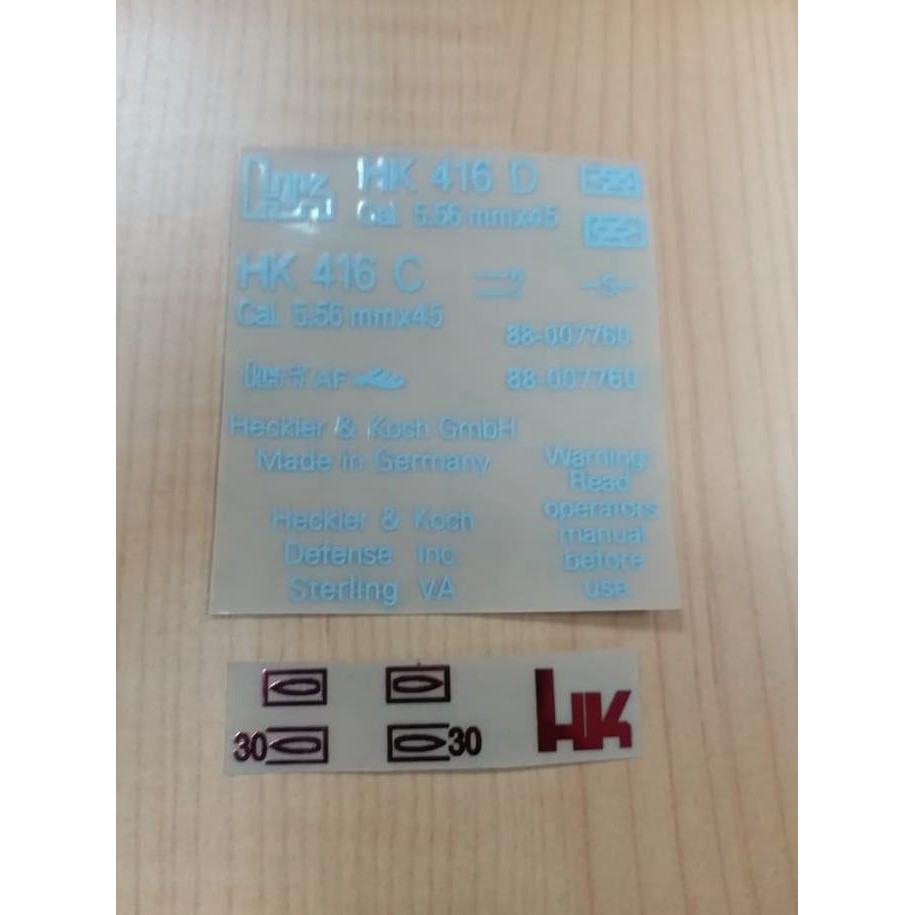 HK 416 D
Cal. 5.56 mmx45
HK 416 C
Cal. 5.56 mmx45
-S-
88-007760
AF
88-007760
Heckler & Koch GmbH
Made in Germany
Warning:
Read
operators
manual
before
use
Heckler & Koch
Defense Inc.
Sterling VA
30
30
HK